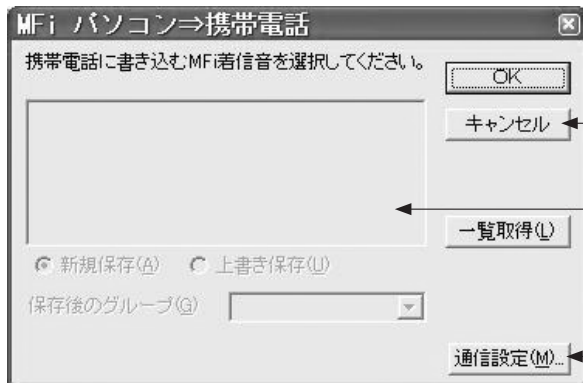 MFi パソコン⇒携帯電話
携帯電話に書き込むMFi着信音を選択してください。
OK
キャンセル
一覧取得(L)
新規保存(A)
上書き保存(U)
保存後のグループ(G)
通信設定(M)...